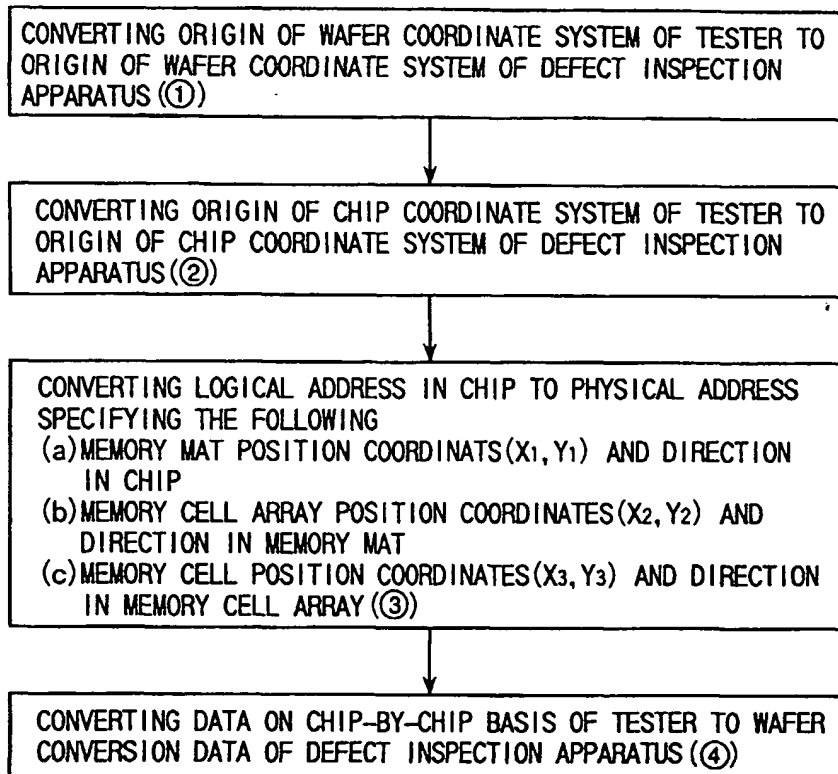 CONVERTING ORIGIN OF WAFER COORDINATE SYSTEM OF TESTER TO
ORIGIN OF WAFER COORDINATE SYSTEM OF DEFECT INSPECTION
APPARATUS(①)
CONVERTING ORIGIN OF CHIP COORDINATE SYSTEM OF TESTER TO
ORIGIN OF CHIP COORDINATE SYSTEM OF DEFECT INSPECTION
APPARATUS(②)
CONVERTING LOGICAL ADDRESS IN CHIP TO PHYSICAL ADDRESS
SPECIFYING THE FOLLOWING
(a)MEMORY MAT POSITION COORDINATS(X1,Y1) AND DIRECTION
IN CHIP
(b)MEMORY CELL ARRAY POSITION COORDINATES(X2,Y2) AND
DIRECTION IN MEMORY MAT
(c)MEMORY CELL POSITION COORDINATES(X3,Y3) AND DIRECTION
IN MEMORY CELL ARRAY(③)
CONVERTING DATA ON CHIP-BY-CHIP BASIS OF TESTER TO WAFER
CONVERSION DATA OF DEFECT INSPECTION APPARATUS(④)